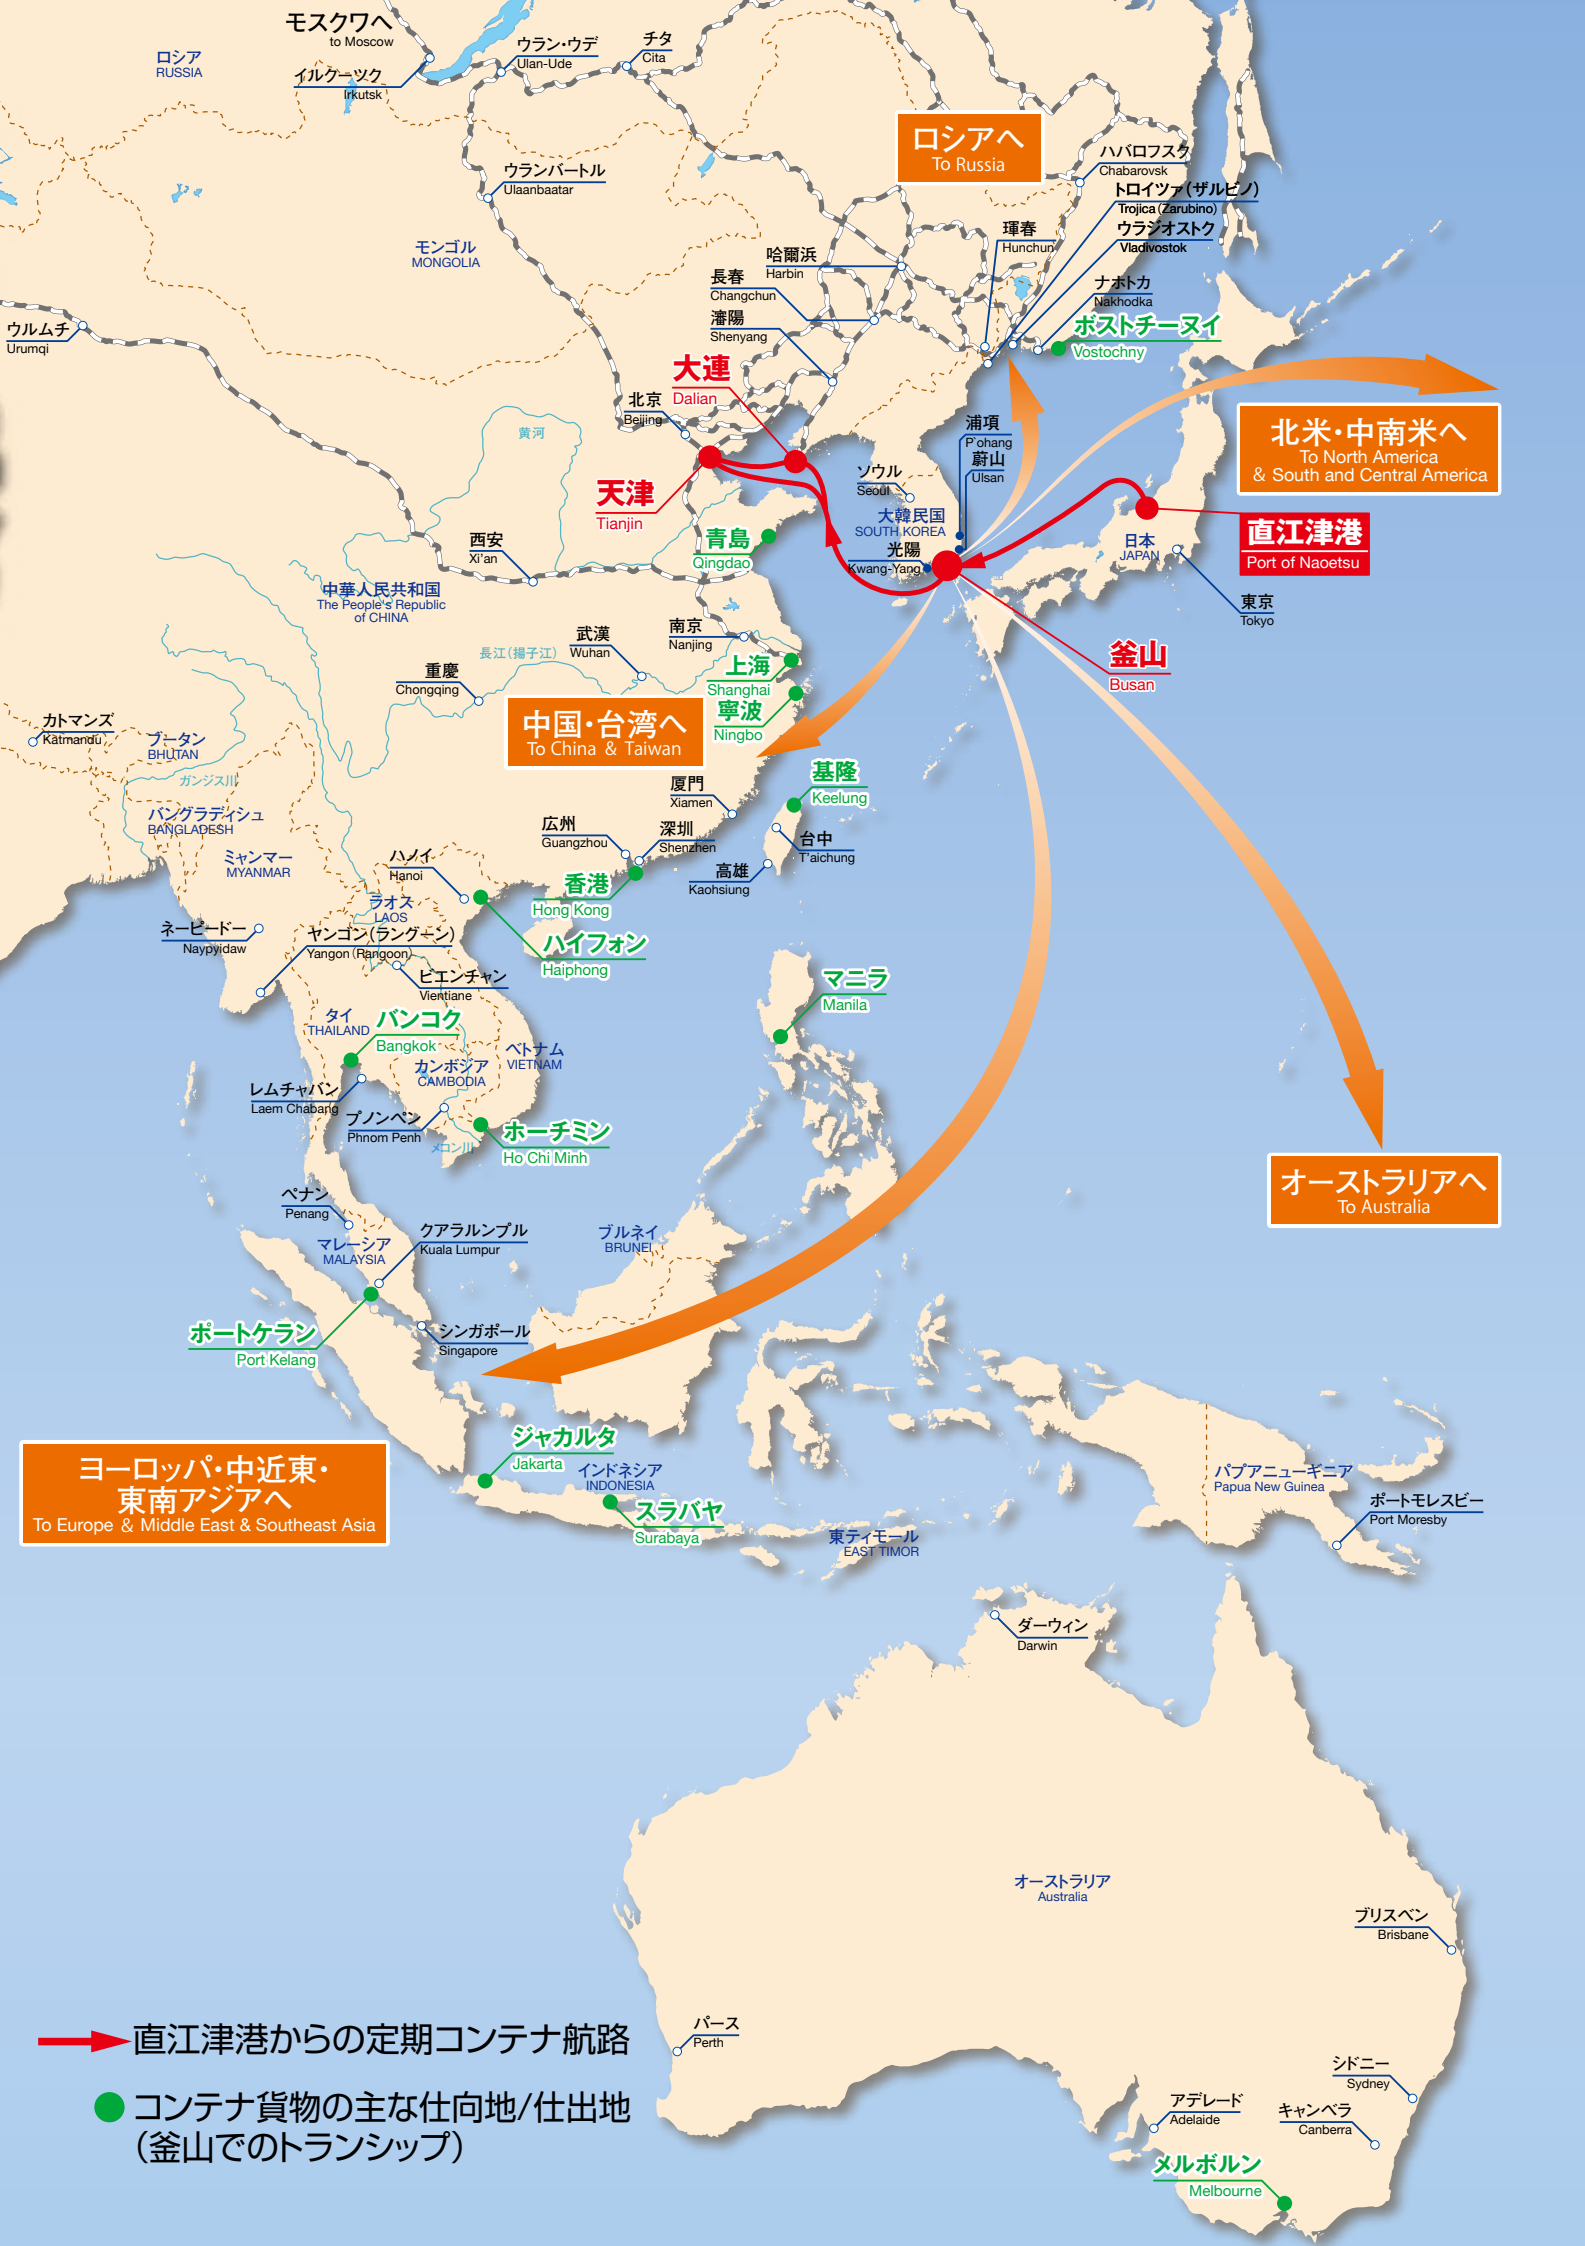 モスクワへ
to Moscow
ロシア
RUSSIA
イルクーツク
Irkutsk
ウラン・ウデ
Ulan-Ude
チタ
Cita
ロシアへ
To Russia
ハバロフスク
Chabarovsk
トロイツァ(ザルビノ)
Trojica(Zarubino)
ウラジオストク
Vladivostok
ウランバートル
Ulaanbaatar
モンゴル
MONGOLIA
琿春
Hunchun
哈爾浜
Harbin
長春
Changchun
瀋陽
Shenyang
ナホトカ
Nakhodka
ボストチーヌイ
Vostochny
ウルムチ
Urumqi
大連
Dalian
北京
Beijing
黄河
浦項
P`ohang
蔚山
Ulsan
北米・中南米へ
To North America
& South and Central America
ソウル
Seoul
天津
Tianjin
大韓民国
SOUTH KOREA
直江津港
Port of Naoetsu
青島
Qingdao
西安
Xi'an
光陽
Kwang-Yang
日本
JAPAN
中華人民共和国
The People's Republic
of CHINA
東京
Tokyo
南京
Nanjing
武漢
Wuhan
長江(揚子江)
釜山
Busan
重慶
Chongqing
上海
Shanghai
寧波
Ningbo
中国・台湾へ
To China & Taiwan
カトマンズ
Katmandu
ブータン
BHUTAN
ガンジス川
基隆
Keelung
厦門
Xiamen
バングラディシュ
BANGLADESH
広州
Guangzhou
深圳
Shenzhen
台中
T'aichung
ミャンマー
MYANMAR
ハノイ
Hanoi
高雄
Kaohsiung
香港
Hong Kong
ラオス
LAOS
ネーピードー
Naypyidaw
ヤンゴン(ラングーン)
Yangon(Rangoon)
ハイフォン
Haiphong
ビエンチャン
Vientiane
マニラ
Manila
タイ
THAILAND
バンコク
Bangkok
ベトナム
VIETNAM
カンボジア
CAMBODIA
レムチャバン
Laem Chabang
プノンペン
Phnom Penh
メコン川
ホーチミン
Ho Chi Minh
オーストラリアへ
To Australia
ペナン
Penang
クアラルンプル
Kuala Lumpur
マレーシア
MALAYSIA
ブルネイ
BRUNEI
ポートケラン
Port Kelang
シンガポール
Singapore
ヨーロッパ・中近東・
東南アジアへ
To Europe & Middle East & Southeast Asia
ジャカルタ
Jakarta
インドネシア
INDONESIA
スラバヤ
Surabaya
パプアニューギニア
Papua New Guinea
ポートモレスビー
Port Moresby
東ティモール
EAST TIMOR
ダーウィン
Darwin
オーストラリア
Australia
ブリスベン
Brisbane
パース
Perth
シドニー
Sydney
アデレード
Adelaide
キャンベラ
Canberra
メルボルン
Melbourne
直江津港からの定期コンテナ航路
コンテナ貨物の主な仕向地/仕出地
(釜山でのトランシップ)